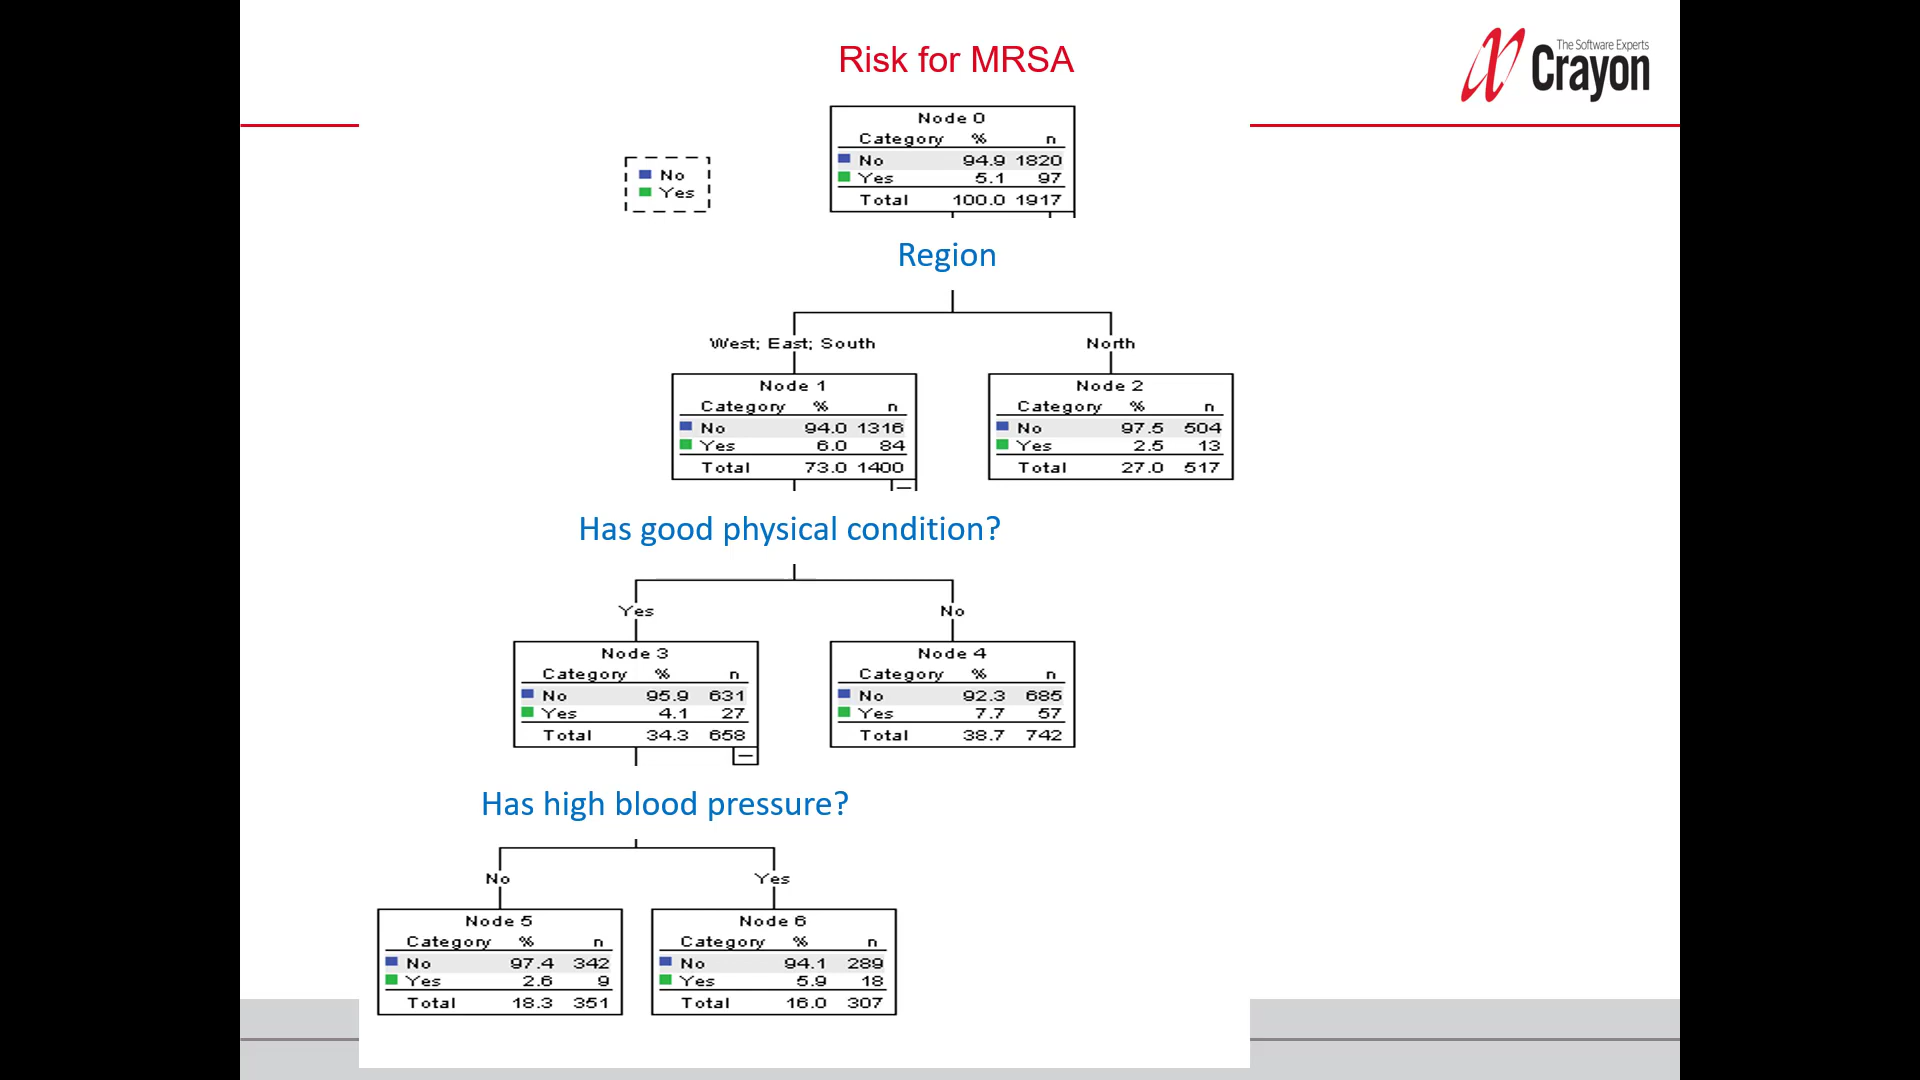 Risk for MRSA
The Software Experts
Crayon
Node 0
Category % n
No 94.9 1820
Yes 5.1 97
Total 100.0 1917
No
Yes
Region
West; East; South
North
Node 1
Category % n
No 94.0 1316
Yes 6.0 84
Total 73.0 1400
Node 2
Category % n
No 97.5 504
Yes 2.5 13
Total 27.0 517
Has good physical condition?
Yes
No
Node 3
Category % n
No 95.9 631
Yes 4.1 27
Total 34.3 658
Node 4
Category % n
No 92.3 685
Yes 7.7 57
Total 38.7 742
Has high blood pressure?
No
Yes
Node 5
Category % n
No 97.4 342
Yes 2.6 9
Total 18.3 351
Node 6
Category % n
No 94.1 289
Yes 5.9 18
Total 16.0 307